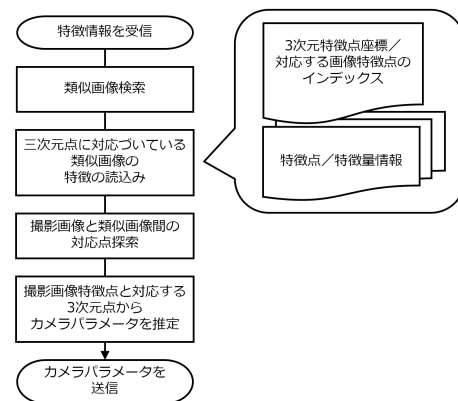 特徴情報を受信
類似画像検索
三次元点に対応づいている
類似画像の
特徴の読込み
撮影画像と類似画像間の
対応点探索
撮影画像特徴点と対応する
3次元点から
カメラパラメータを推定
カメラパラメータを
送信
3次元特徴点座標／
対応する画像特徴点の
インデックス
特徴点／特徴量情報